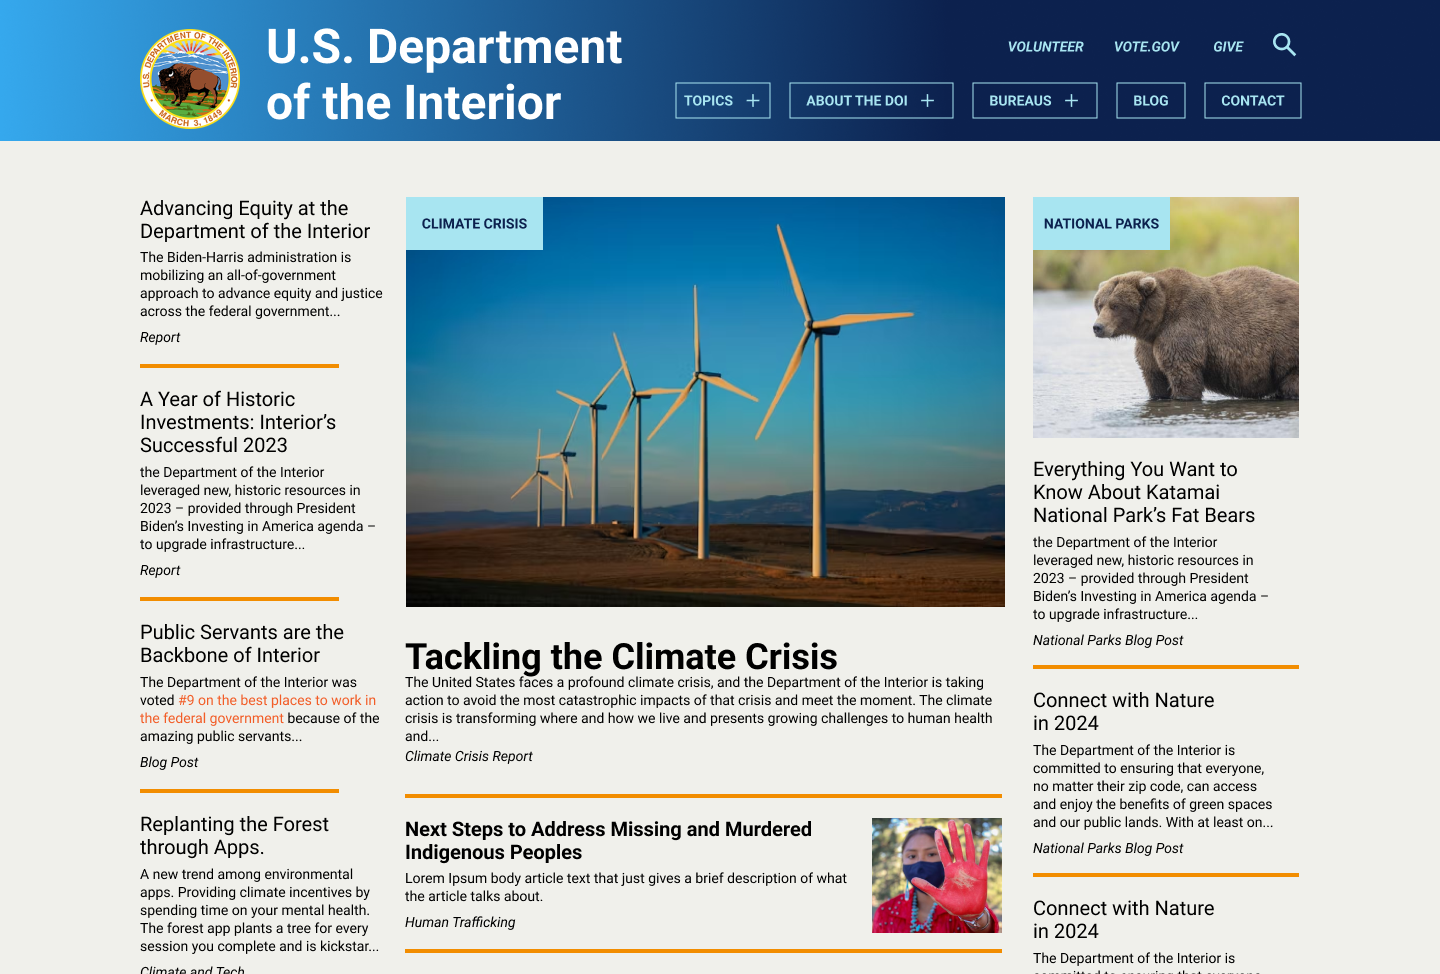 U.S. DEPARTMENT OF THE INTERIOR
MARCH 3, 1849
U.S. Department
of the Interior
VOLUNTEER
VOTE.GOV
GIVE
TOPICS
ABOUT THE DOI
BUREAUS
BLOG
CONTACT
Advancing Equity at the
Department of the Interior
The Biden-Harris administration is
mobilizing an all-of-government
approach to advance equity and justice
across the federal government...
Report
A Year of Historic
Investments: Interior’s
Successful 2023
the Department of the Interior
leveraged new, historic resources in
2023 – provided through President
Biden’s Investing in America agenda –
to upgrade infrastructure...
Report
Public Servants are the
Backbone of Interior
The Department of the Interior was
voted #9 on the best places to work in
the federal government because of the
amazing public servants...
Blog Post
Replanting the Forest
through Apps.
A new trend among environmental
apps. Providing climate incentives by
spending time on your mental health.
The forest app plants a tree for every
session you complete and is kickstar...
Climate and Tech
CLIMATE CRISIS
Tackling the Climate Crisis
The United States faces a profound climate crisis, and the Department of the Interior is taking
action to avoid the most catastrophic impacts of that crisis and meet the moment. The climate
crisis is transforming where and how we live and presents growing challenges to human health
and...
Climate Crisis Report
Next Steps to Address Missing and Murdered
Indigenous Peoples
Lorem Ipsum body article text that just gives a brief description of what
the article talks about.
Human Trafficking
NATIONAL PARKS
Everything You Want to
Know About Katamai
National Park’s Fat Bears
the Department of the Interior
leveraged new, historic resources in
2023 – provided through President
Biden’s Investing in America agenda –
to upgrade infrastructure...
National Parks Blog Post
Connect with Nature
in 2024
The Department of the Interior is
committed to ensuring that everyone,
no matter their zip code, can access
and enjoy the benefits of green spaces
and our public lands. With at least on...
National Parks Blog Post
Connect with Nature
in 2024
The Department of the Interior is
committed to ensuring that everyone,